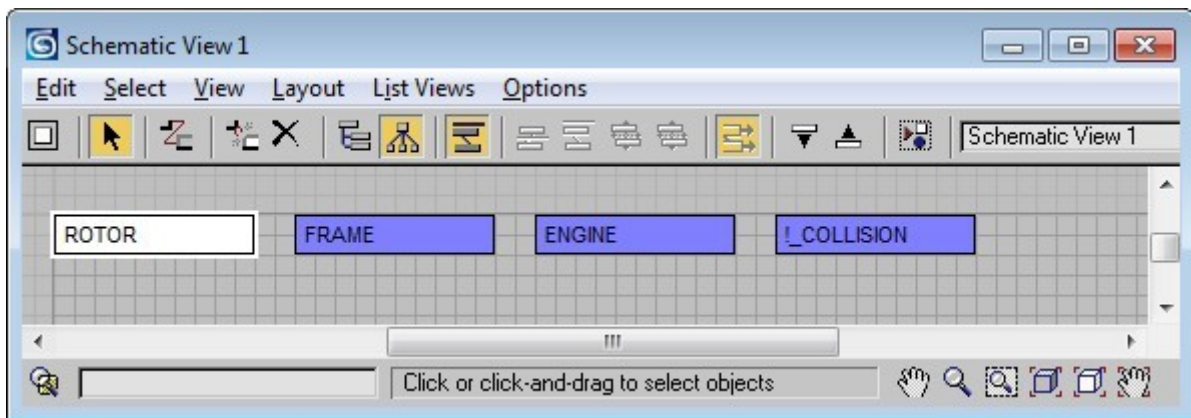 Schematic View 1
Edit Select View Layout List Views Options
Schematic View 1
ROTOR FRAME ENGINE !_COLLISION
Click or click-and-drag to select objects